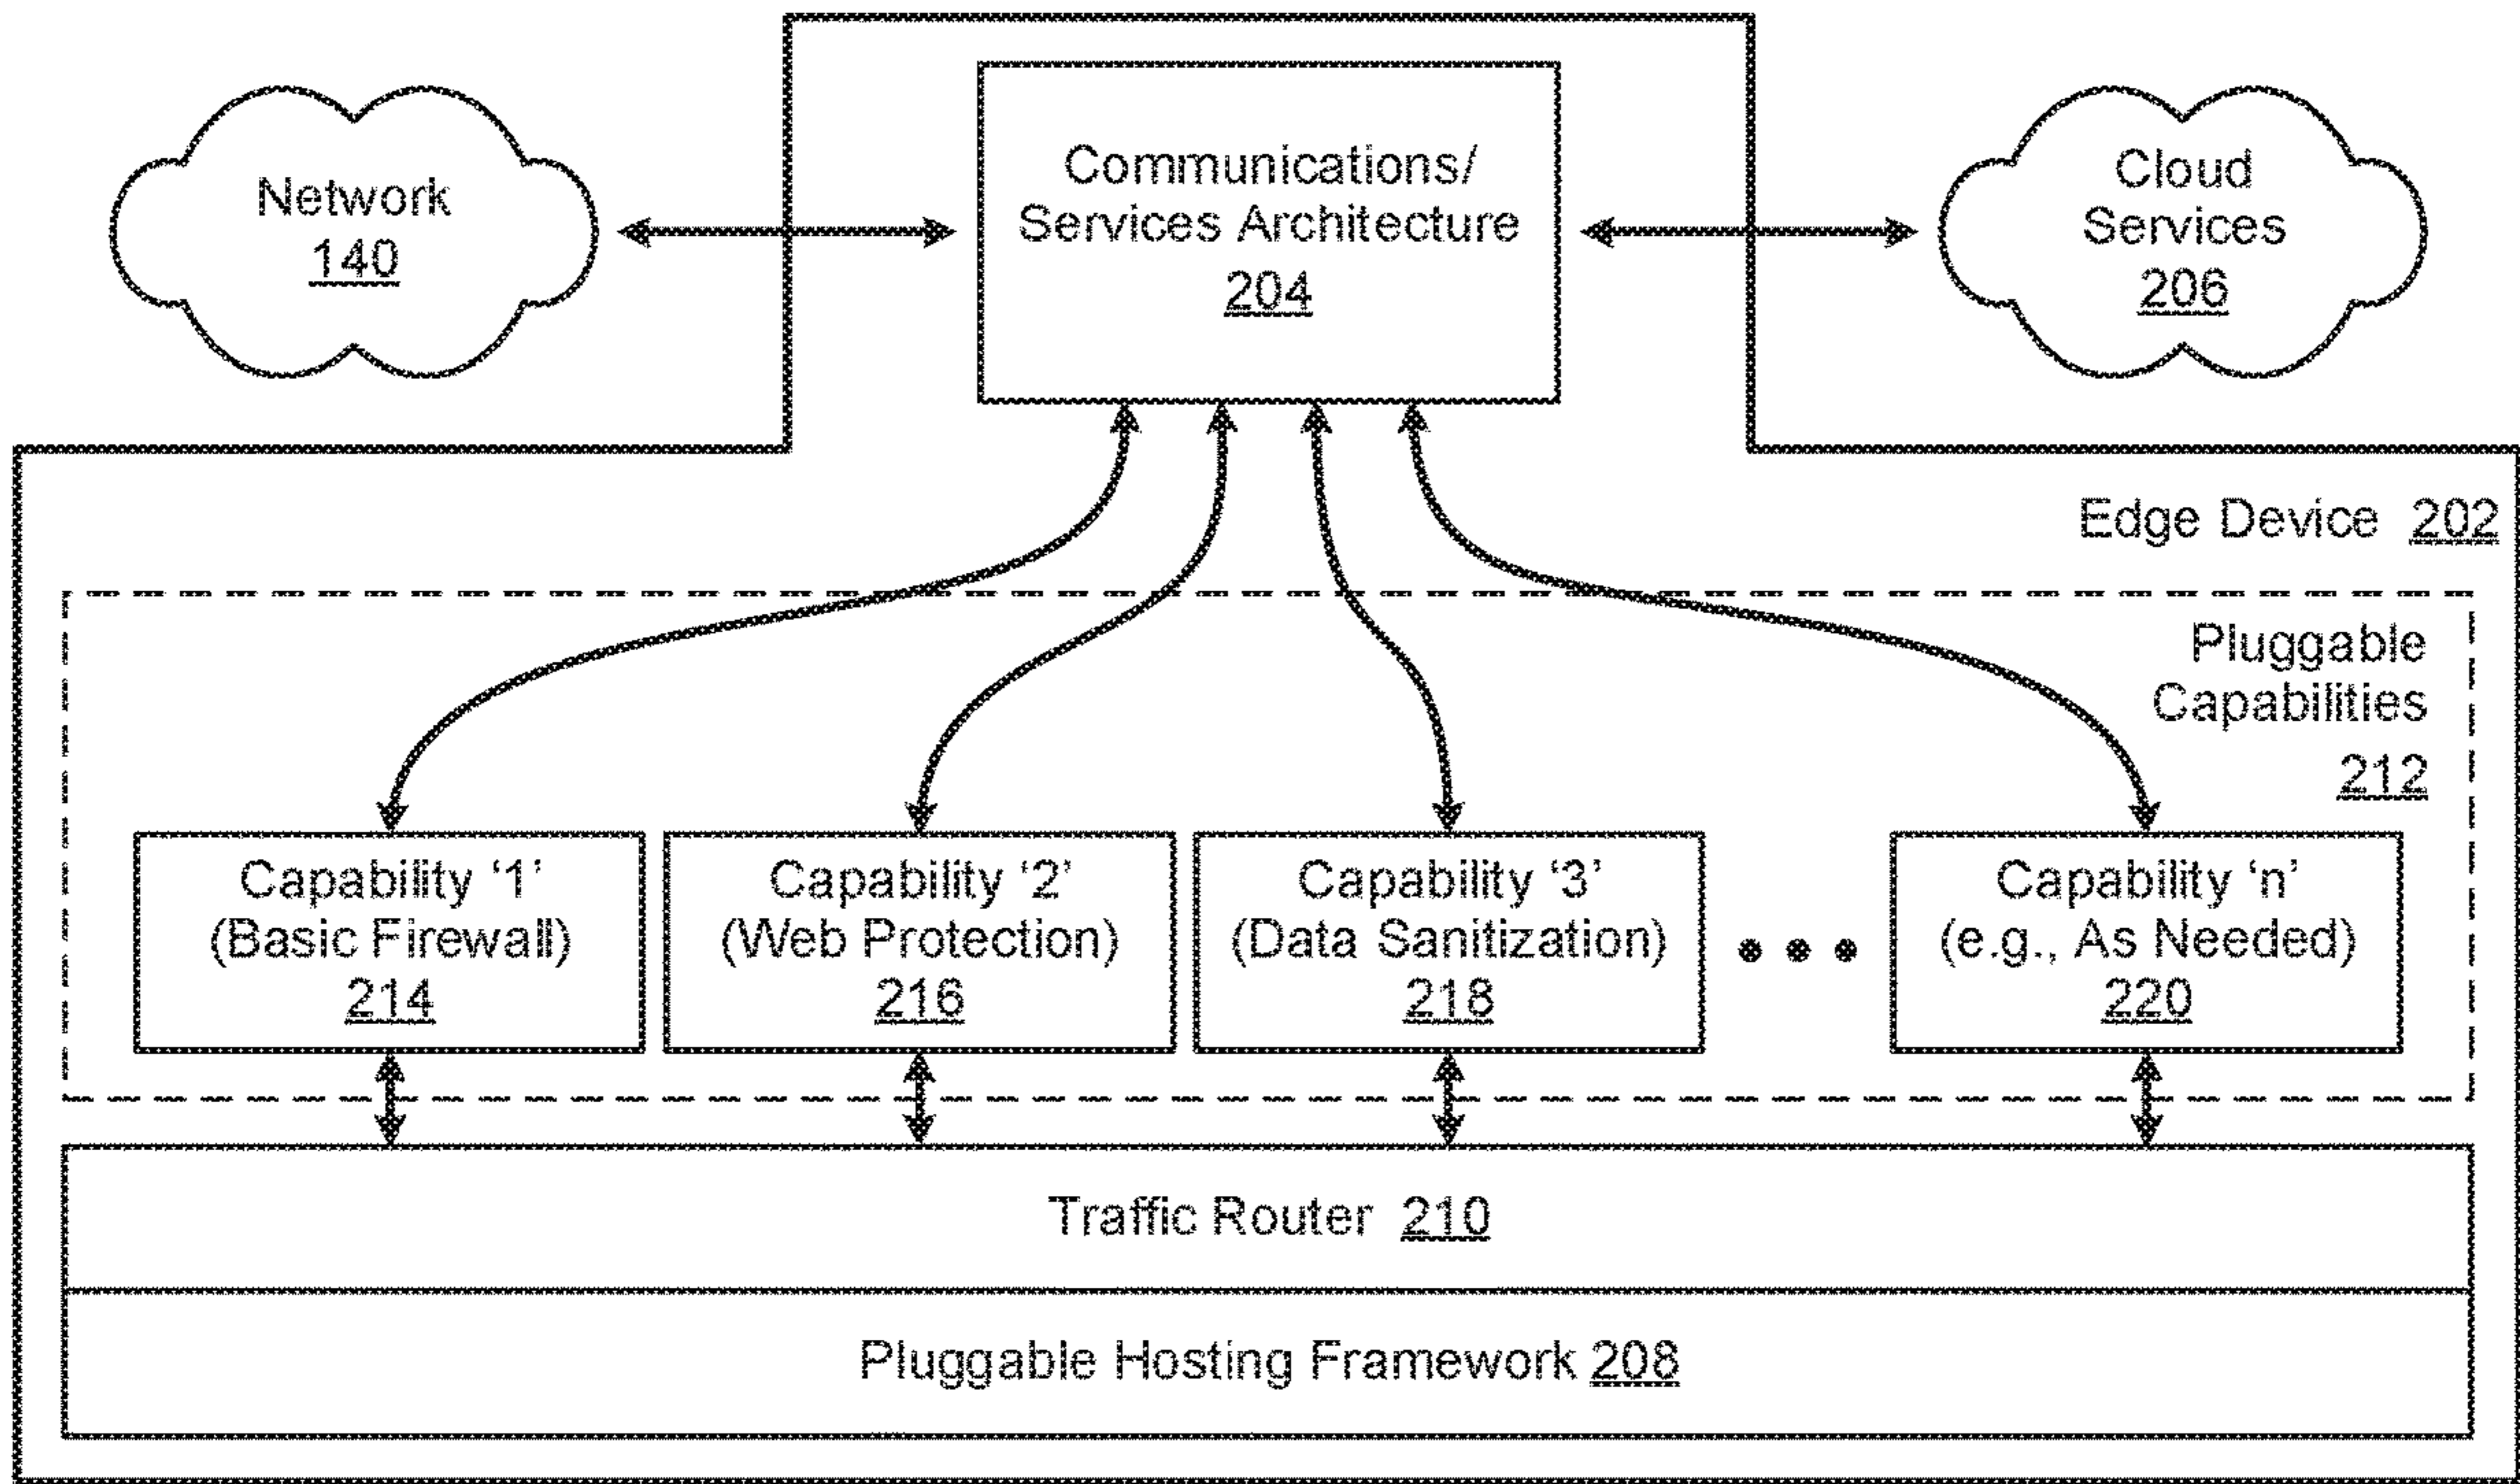 Network
140
Communications/
Services Architecture
204
Cloud
Services
206
Edge Device 202
Pluggable
Capabilities
212
Capability ‘1’
(Basic Firewall)
214
Capability ‘2’
(Web Protection)
216
Capability ‘3’
(Data Sanitization)
218
Capability ‘n’
(e.g., As Needed)
220
Traffic Router 210
Pluggable Hosting Framework 208